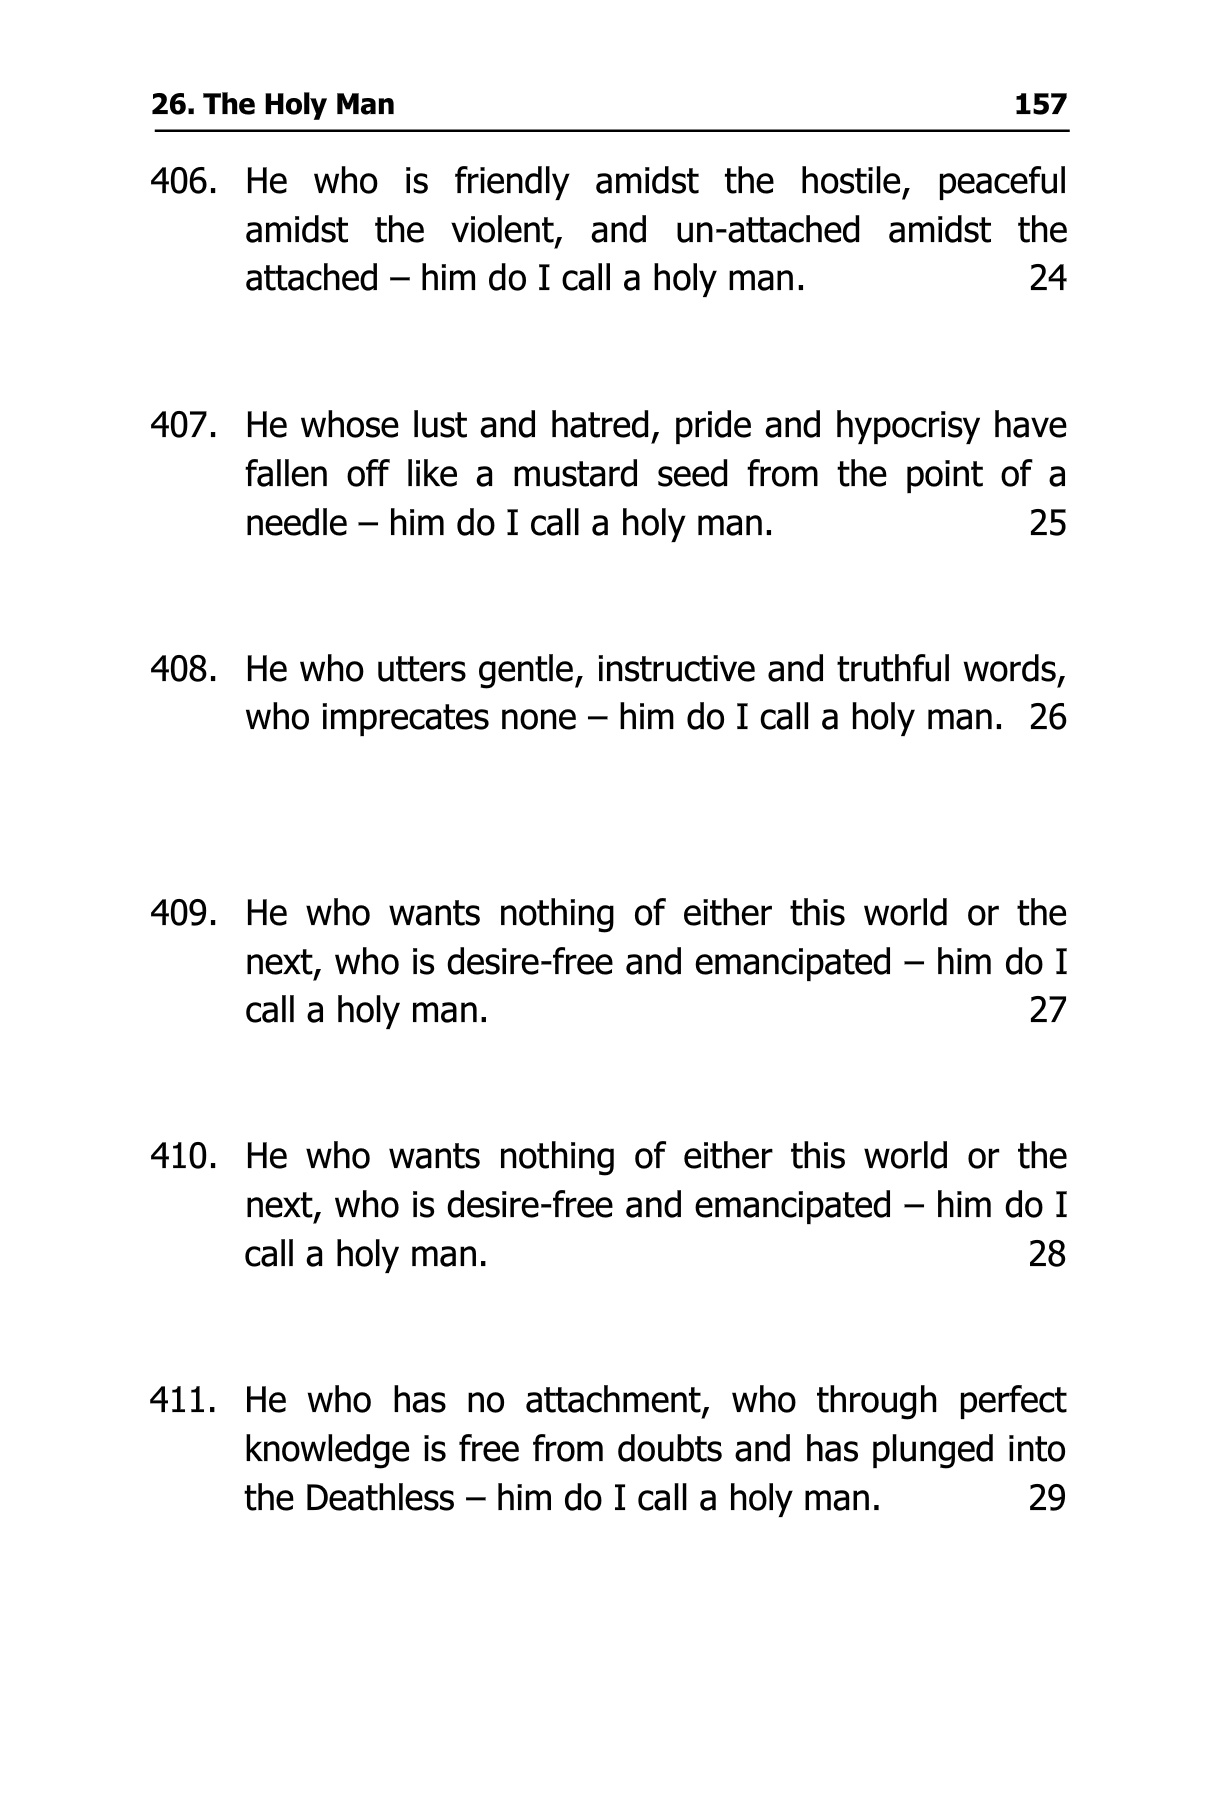 26. The Holy Man 157
406. He who is friendly amidst the hostile, peaceful
amidst the violent, and un-attached amidst the
attached – him do I call a holy man. 24
407. He whose lust and hatred, pride and hypocrisy have
fallen off like a mustard seed from the point of a
needle – him do I call a holy man. 25
408. He who utters gentle, instructive and truthful words,
who imprecates none – him do I call a holy man. 26
409. He who wants nothing of either this world or the
next, who is desire-free and emancipated – him do I
call a holy man. 27
410. He who wants nothing of either this world or the
next, who is desire-free and emancipated – him do I
call a holy man. 28
411. He who has no attachment, who through perfect
knowledge is free from doubts and has plunged into
the Deathless – him do I call a holy man. 29